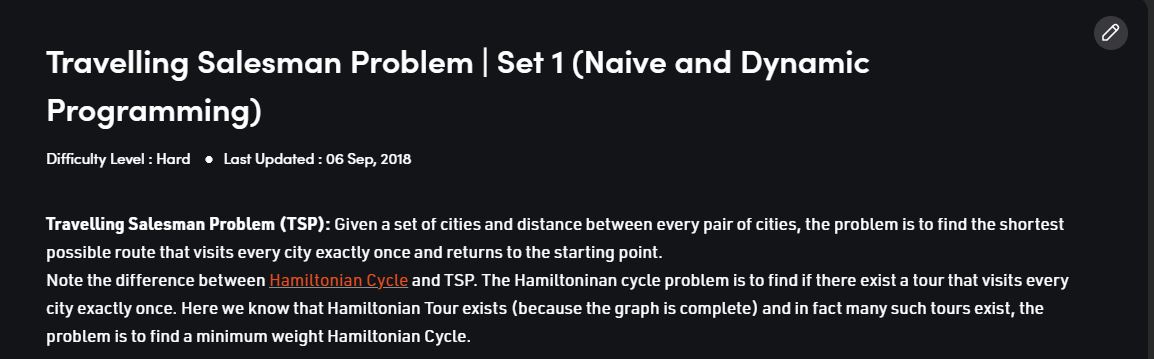 Travelling Salesman Problem | Set 1 (Naive and Dynamic
Programming)
Difficulty Level : Hard ● Last Updated : 06 Sep, 2018
Travelling Salesman Problem (TSP): Given a set of cities and distance between every pair of cities, the problem is to find the shortest
possible route that visits every city exactly once and returns to the starting point.
Note the difference between Hamiltonian Cycle and TSP. The Hamiltoninan cycle problem is to find if there exist a tour that visits every
city exactly once. Here we know that Hamiltonian Tour exists (because the graph is complete) and in fact many such tours exist, the
problem is to find a minimum weight Hamiltonian Cycle.